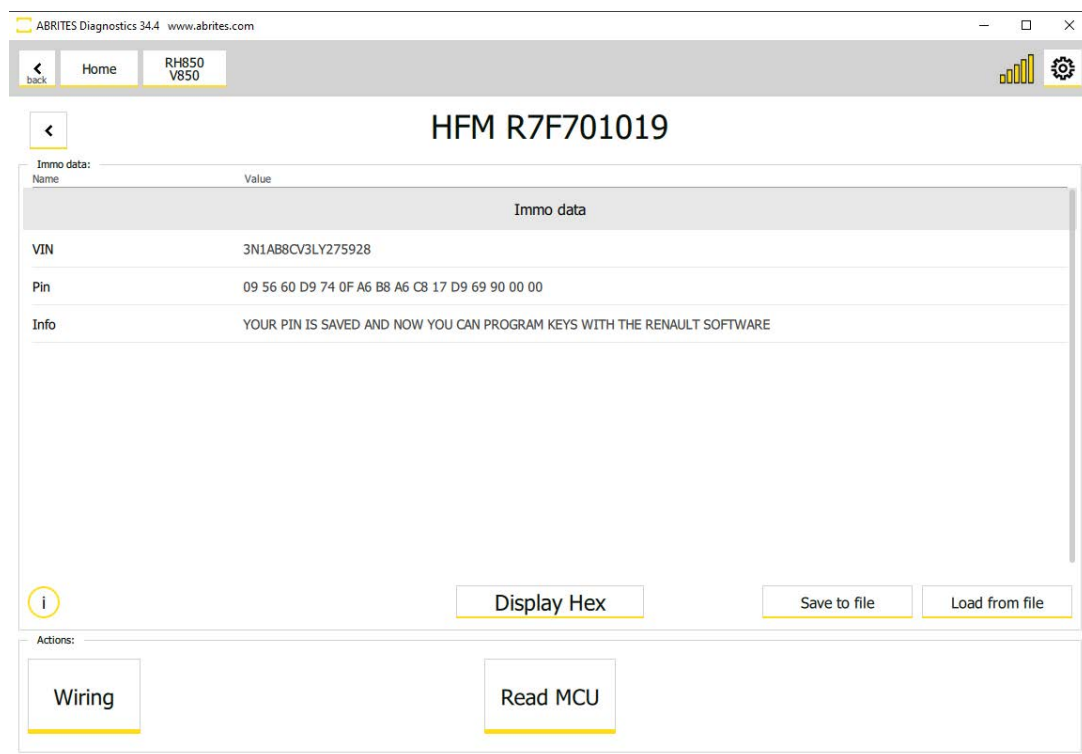 ABRITES Diagnostics 34.4 www.abrites.com
back
Home
RH850
V850
HFM R7F701019
Immo data:
Name Value
Immo data
VIN 3N1AB8CV3LY275928
Pin 09 56 60 D9 74 0F A6 B8 A6 C8 17 D9 69 90 00 00
Info YOUR PIN IS SAVED AND NOW YOU CAN PROGRAM KEYS WITH THE RENAULT SOFTWARE
i
Display Hex
Save to file
Load from file
Actions:
Wiring
Read MCU